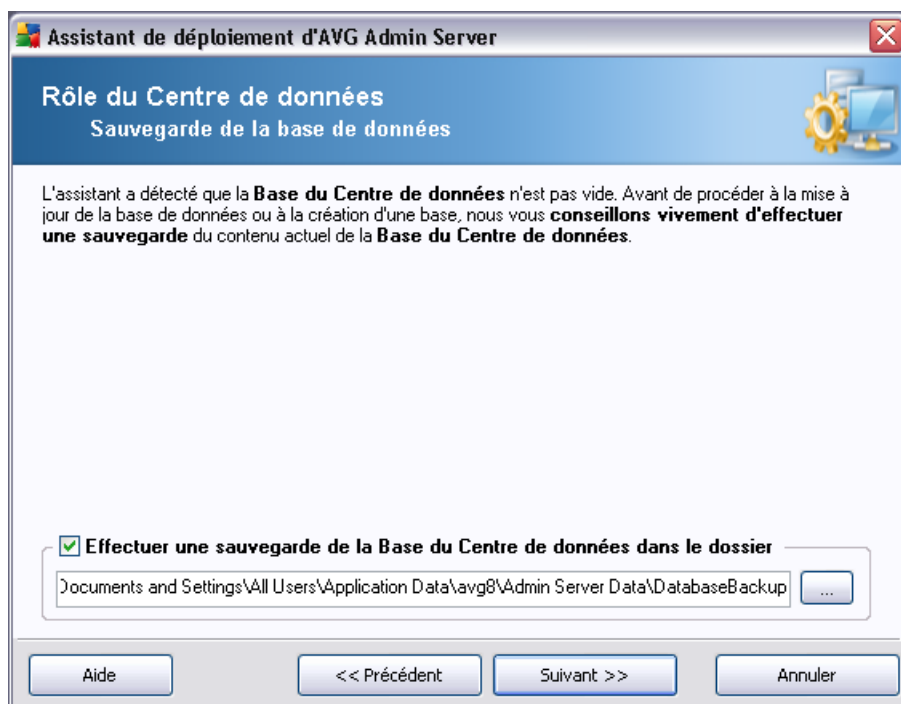 Assistant de déploiement d'AVG Admin Server
Rôle du Centre de données
Sauvegarde de la base de données
L'assistant a détecté que la Base du Centre de données n'est pas vide. Avant de procéder à la mise à
jour de la base de données ou à la création d'une base, nous vous conseillons vivement d'effectuer
une sauvegarde du contenu actuel de la Base du Centre de données.
Effectuer une sauvegarde de la Base du Centre de données dans le dossier
Documents and Settings\All Users\Application Data\avg8\Admin Server Data\DatabaseBackup
...
Aide
<< Précédent
Suivant >>
Annuler